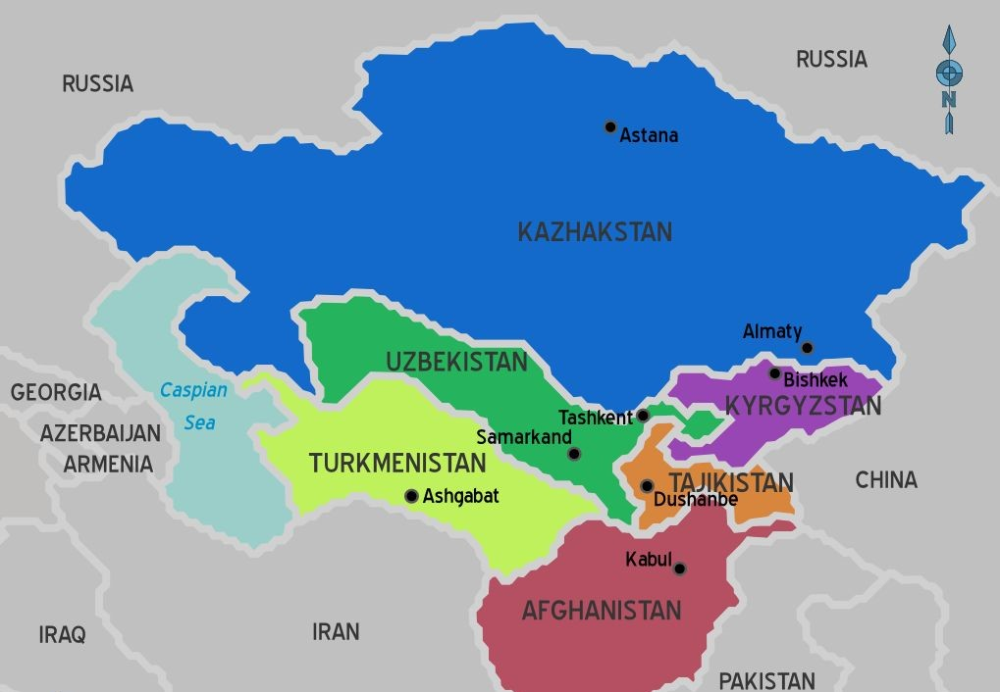 RUSSIA
RUSSIA
N
Astana
KAZHAKSTAN
Almaty
UZBEKISTAN
Bishkek
Caspian
Sea
GEORGIA
KYRGYZSTAN
Tashkent
AZERBAIJAN
Samarkand
ARMENIA
TURKMENISTAN
CHINA
TAJIKISTAN
Ashgabat
Dushanbe
Kabul
AFGHANISTAN
IRAN
IRAQ
PAKISTAN